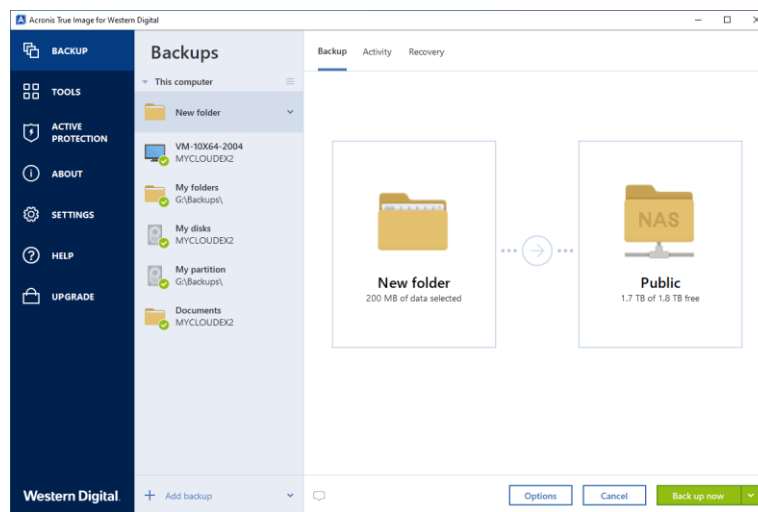 Acronis True Image for Western Digital
BACKUP
TOOLS
ACTIVE
PROTECTION
ABOUT
SETTINGS
HELP
UPGRADE
Western Digital.
Backups
This computer
New folder
VM-10X64-2004
MYCLOUDEX2
My folders
G:\Backups\
My disks
MYCLOUDEX2
My partition
G:\Backups\
Documents
MYCLOUDEX2
Add backup
Backup Activity Recovery
New folder
200 MB of data selected
NAS
Public
1.7 TB of 1.8 TB free
Options Cancel Back up now